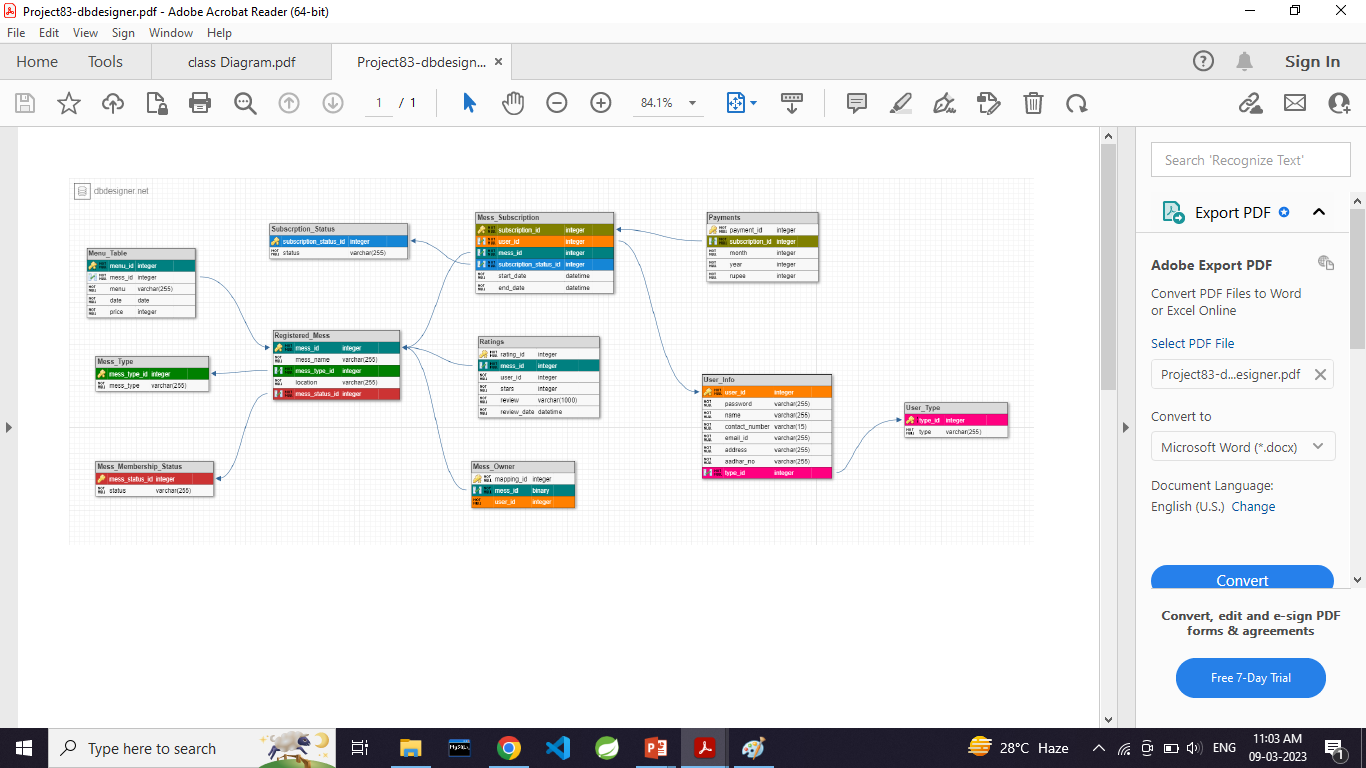 Project83-dbdesigner.pdf - Adobe Acrobat Reader (64-bit)
File Edit View Sign Window Help
Home Tools class Diagram.pdf Project83-dbdesign... × Sign In
1 / 1 84.1%
dbdesigner.net
Menu_Table
menu_id integer
mess_id integer
menu varchar(255)
date date
price integer
Subscrption_Status
subscrption_status_id integer
status varchar(255)
Mess_Subscription
subscription_id integer
user_id integer
mess_id integer
subscription_status_id integer
start_date datetime
end_date datetime
Payments
payment_id integer
subscription_id integer
month integer
year integer
rupee integer
Mess_Type
mess_type_id integer
mess_type varchar(255)
Registered_Mess
mess_id integer
mess_name varchar(255)
mess_type_id integer
location varchar(255)
mess_status_id integer
Ratings
rating_id integer
mess_id integer
user_id integer
stars integer
review varchar(1000)
review_date datetime
User_Info
user_id integer
password varchar(255)
name varchar(255)
contact_number varchar(15)
email_id varchar(255)
address varchar(255)
aadhar_no varchar(255)
type_id integer
User_Type
type_id integer
type varchar(255)
Mess_Membership_Status
mess_status_id integer
status varchar(255)
Mess_Owner
mapping_id integer
mess_id binary
user_id integer
Search 'Recognize Text'
Export PDF
Adobe Export PDF
Convert PDF Files to Word
or Excel Online
Select PDF File
Project83-d...esigner.pdf
Convert to
Microsoft Word (*.docx)
Document Language:
English (U.S.) Change
Convert
Convert, edit and e-sign PDF
forms & agreements
Free 7-Day Trial
Type here to search
MySQL
28°C Haze
ENG
11:03 AM
09-03-2023
1